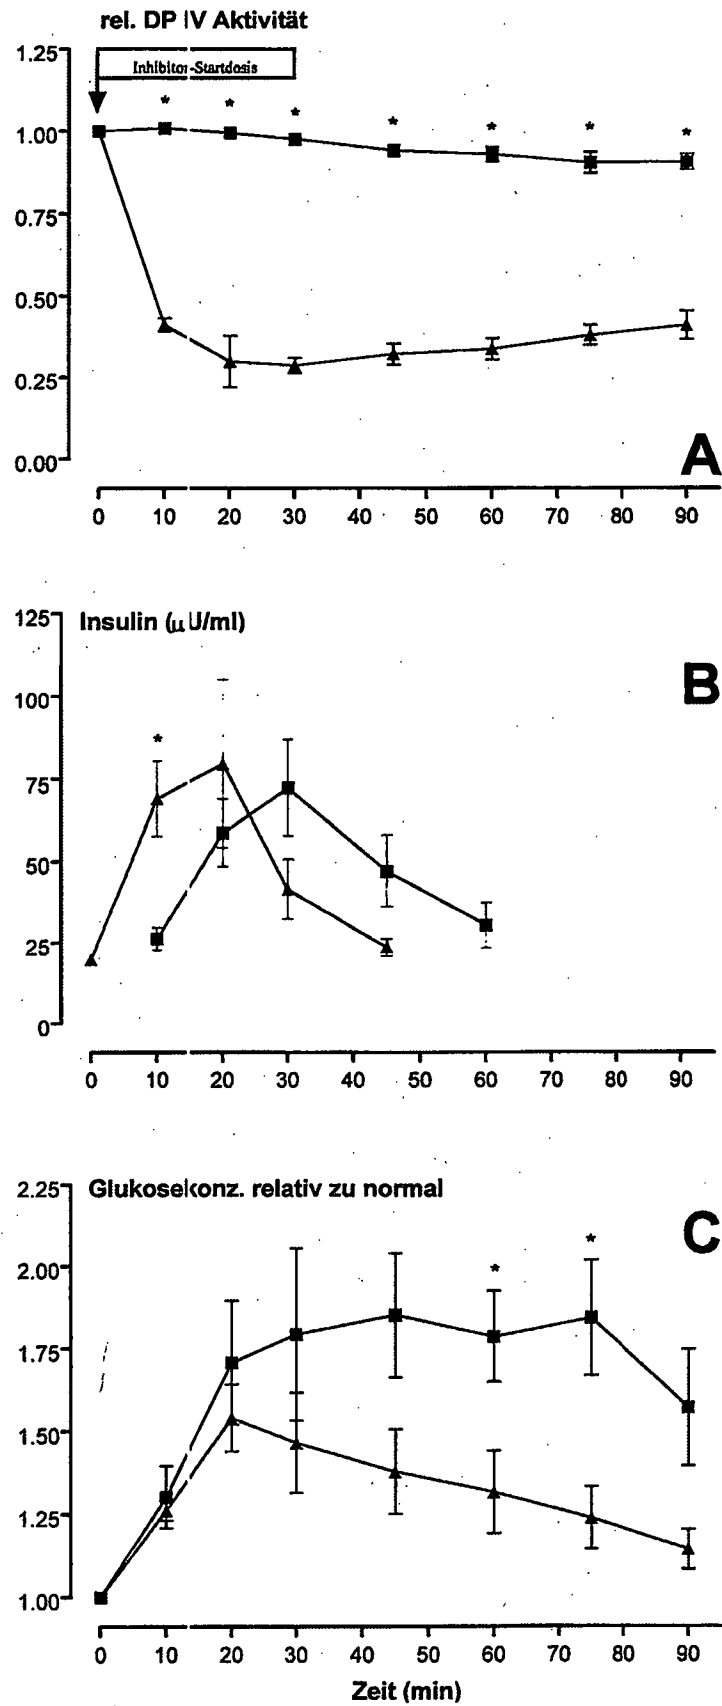 rel. DP IV Aktivität
1.25
Inhibitor-Startdosis
* * * * * * *
1.00
0.75
0.50
0.25
0.00
A
0 10 20 30 40 50 60 70 80 90
125
Insulin (µU/ml)
B
100
*
75
50
25
0
0 10 20 30 40 50 60 70 80 90
2.25
Glukosekonz. relativ zu normal
C
* *
2.00
1.75
1.50
1.25
1.00
0 10 20 30 40 50 60 70 80 90
Zeit (min)